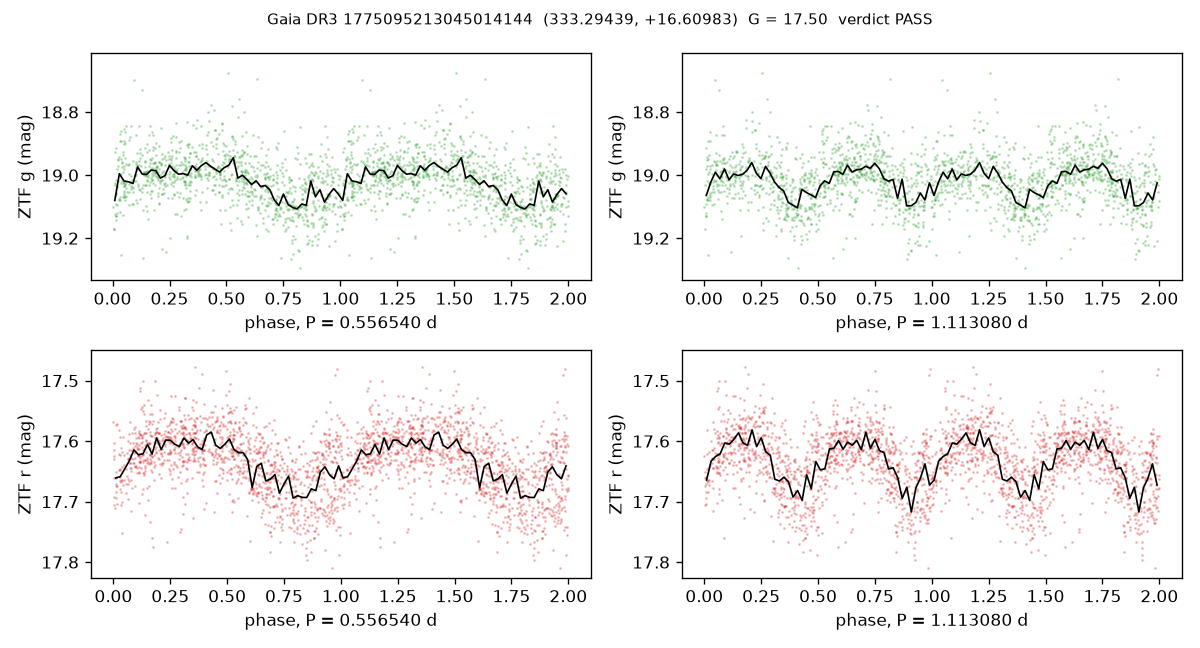 Gaia DR3 1775095213045014144 (333.29439, +16.60983) G = 17.50 verdict PASS
ZTF g (mag)
18.8
19.0
19.2
0.00 0.25 0.50 0.75 1.00 1.25 1.50 1.75 2.00
phase, P = 0.556540 d
ZTF g (mag)
18.8
19.0
19.2
0.00 0.25 0.50 0.75 1.00 1.25 1.50 1.75 2.00
phase, P = 1.113080 d
ZTF r (mag)
17.5
17.6
17.7
17.8
0.00 0.25 0.50 0.75 1.00 1.25 1.50 1.75 2.00
phase, P = 0.556540 d
ZTF r (mag)
17.5
17.6
17.7
17.8
0.00 0.25 0.50 0.75 1.00 1.25 1.50 1.75 2.00
phase, P = 1.113080 d